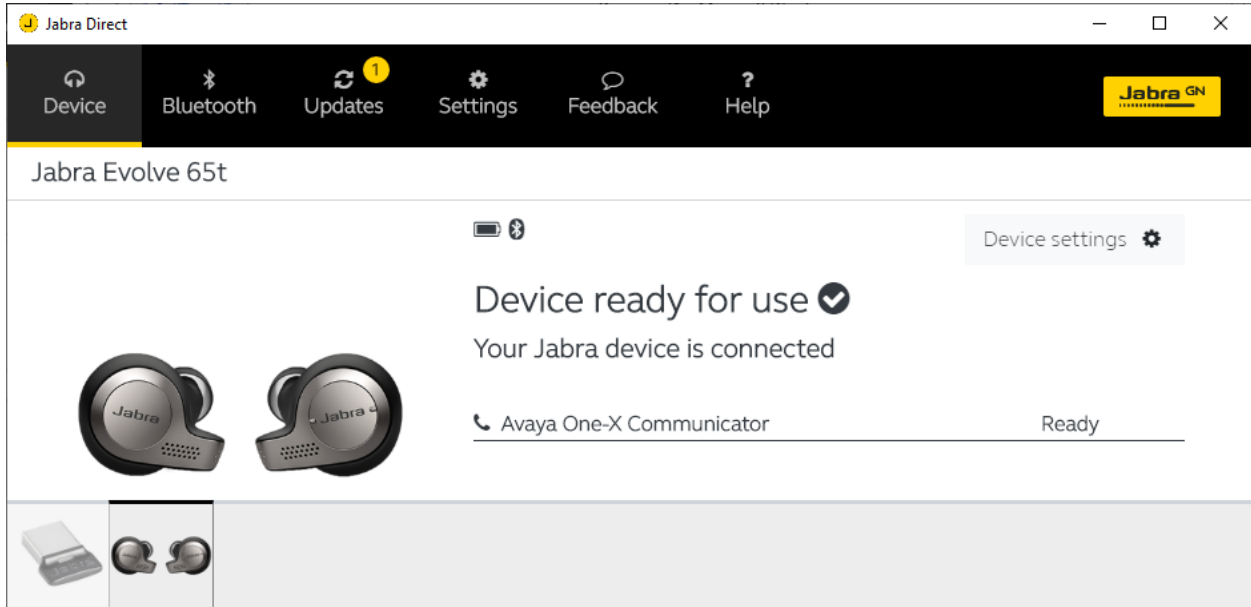 Jabra Direct
Device
Bluetooth
1
Updates
Settings
Feedback
?
Help
Jabra GN
Jabra Evolve 65t
Device settings
Device ready for use
Your Jabra device is connected
Jabra
Jabra
Avaya One-X Communicator Ready
Jabra